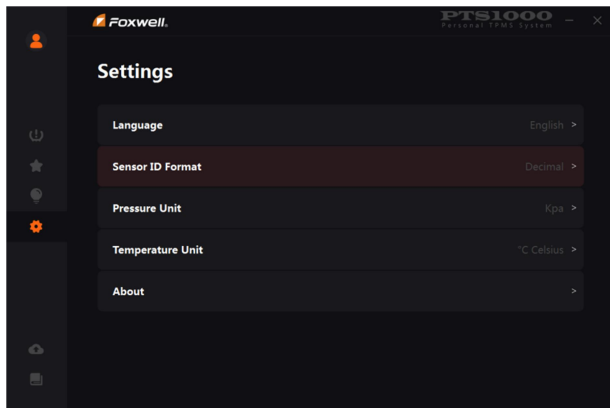 Foxwell.
PTS1000
Personal TPMS System
Settings
Language English >
Sensor ID Format Decimal >
Pressure Unit Kpa >
Temperature Unit °C Celsius >
About >